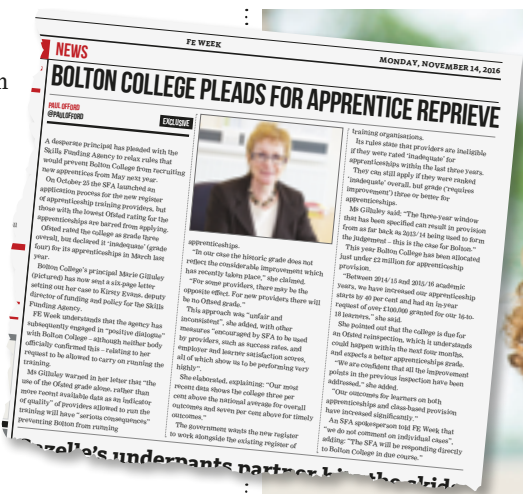 NEWS
FE WEEK
MONDAY, NOVEMBER 14, 2016
BOLTON COLLEGE PLEADS FOR APPRENTICE REPRIEVE
PAUL OFFORD
@PAULOFFORD
EXCLUSIVE
A desperate principal has pleaded with the
Skills Funding Agency to relax rules that
would prevent Bolton College from recruiting
new apprentices from May next year.
On October 25 the SFA launched an
application process for the new register
of apprenticeship training providers, but
those with the lowest Ofsted rating for the
apprenticeships are barred from applying.
Ofsted rated the college as grade three
overall, but declared it 'inadequate' (grade
four) for its apprenticeships in March last
year.
Bolton College's principal Marie Gilluley
(pictured) has now sent a six-page letter
setting out her case to Kirsty Evans, deputy
director of funding and policy for the Skills
Funding Agency.
FE Week understands that the agency has
subsequently engaged in "positive dialogue"
with Bolton College – although neither body
officially confirmed this – relating to her
request to be allowed to carry on running the
training.
Ms Gilluley warned in her letter that "the
use of the Ofsted grade alone, rather than
more recent available data as an indicator
of quality" of providers allowed to run the
training will have "serious consequences"
preventing Bolton from running
apprenticeships.
"In our case the historic grade does not
reflect the considerable improvement which
has recently taken place," she claimed.
"For some providers, there may be the
opposite effect. For new providers there will
be no Ofsted grade."
This approach was "unfair and
inconsistent", she added, with other
measures "encouraged by SFA to be used
by providers, such as success rates, and
employer and learner satisfaction scores,
all of which show us to be performing very
highly".
She elaborated, explaining: "Our most
recent data shows the college three per
cent above the national average for overall
outcomes and seven per cent above for timely
outcomes."
The government wants the new register
to work alongside the existing register of
training organisations.
Its rules state that providers are ineligible
if they were rated 'inadequate' for
apprenticeships within the last three years.
They can still apply if they were ranked
'inadequate' overall, but grade ('requires
improvement') three or better for
apprenticeships.
Ms Gilluley said: "The three-year window
that has been specified can result in provision
from as far back as 2013/14 being used to form
the judgement – this is the case for Bolton."
This year Bolton College has been allocated
just under £2 million for apprenticeship
provision.
"Between 2014/15 and 2015/16 academic
years, we have increased our apprenticeship
starts by 40 per cent and had an in-year
request of over £100,000 granted for our 16-to-
18 learners," she said.
She pointed out that the college is due for
an Ofsted reinspection, which it understands
could happen within the next four months,
and expects a better apprenticeships grade.
"We are confident that all the improvement
points in the previous inspection have been
addressed," she added.
"Our outcomes for learners on both
apprenticeships and class-based provision
have increased significantly."
An SFA spokesperson told FE Week that
"we do not comment on individual cases",
adding: "The SFA will be responding directly
to Bolton College in due course."
underpants partner